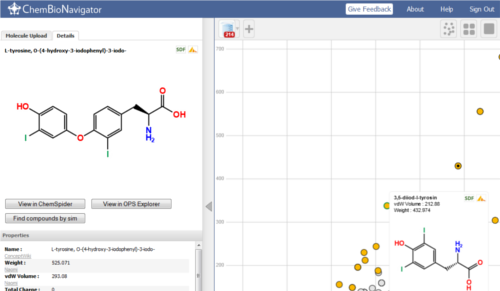 ChemBioNavigator
Give Feedback
About
Help
Sign Out
Molecule Upload
Details
214
L-tyrosine, O-(4-hydroxy-3-iodophenyl)-3-iodo-
SDF
HO
I
O
I
O
OH
NH2
View in ChemSpider
View in OPS Explorer
Find compounds by sim
Properties
Name :
L-tyrosine, O-(4-hydroxy-3-iodophenyl)-3-iodo-
ConceptWiki
Weight :
525.071
vdW Volume :
293.08
Total Charge :
0
700
600
500
400
300
200
3,5-diiod-l-tyrosin
vdW Volume : 212.88
Weight : 432.974
SDF
I
HO
I
NH2
O
OH